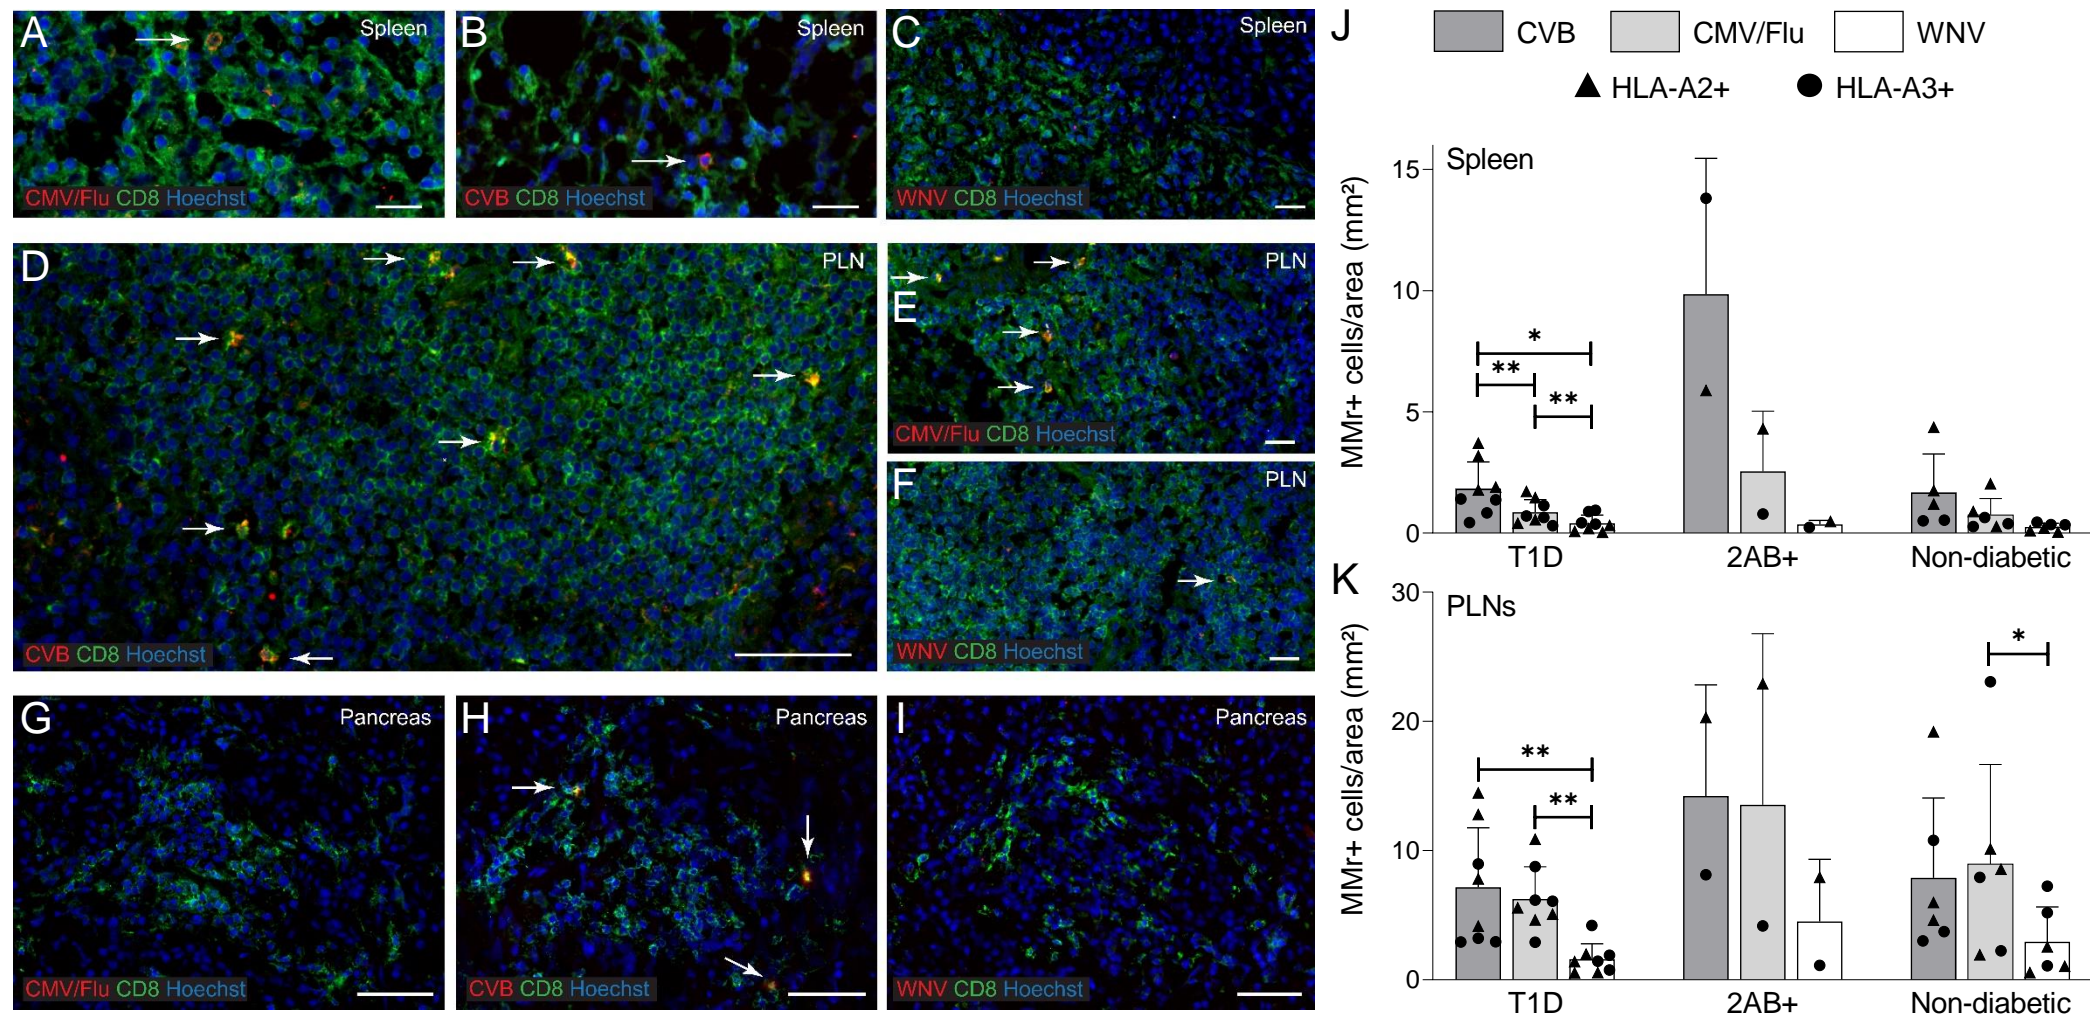 A
Spleen
CMV/Flu CD8 Hoechst
B
Spleen
CVB CD8 Hoechst
C
Spleen
WNV CD8 Hoechst
D
PLN
CVB CD8 Hoechst
E
PLN
CMV/Flu CD8 Hoechst
F
PLN
WNV CD8 Hoechst
G
Pancreas
CMV/Flu CD8 Hoechst
H
Pancreas
CVB CD8 Hoechst
I
Pancreas
WNV CD8 Hoechst
J
CVB CMV/Flu WNV
HLA-A2+ HLA-A3+
Spleen
MMr+ cells/area (mm²)
15
10
5
0
*
**
**
T1D 2AB+ Non-diabetic
K
PLNs
MMr+ cells/area (mm²)
30
20
10
0
**
**
*
T1D 2AB+ Non-diabetic